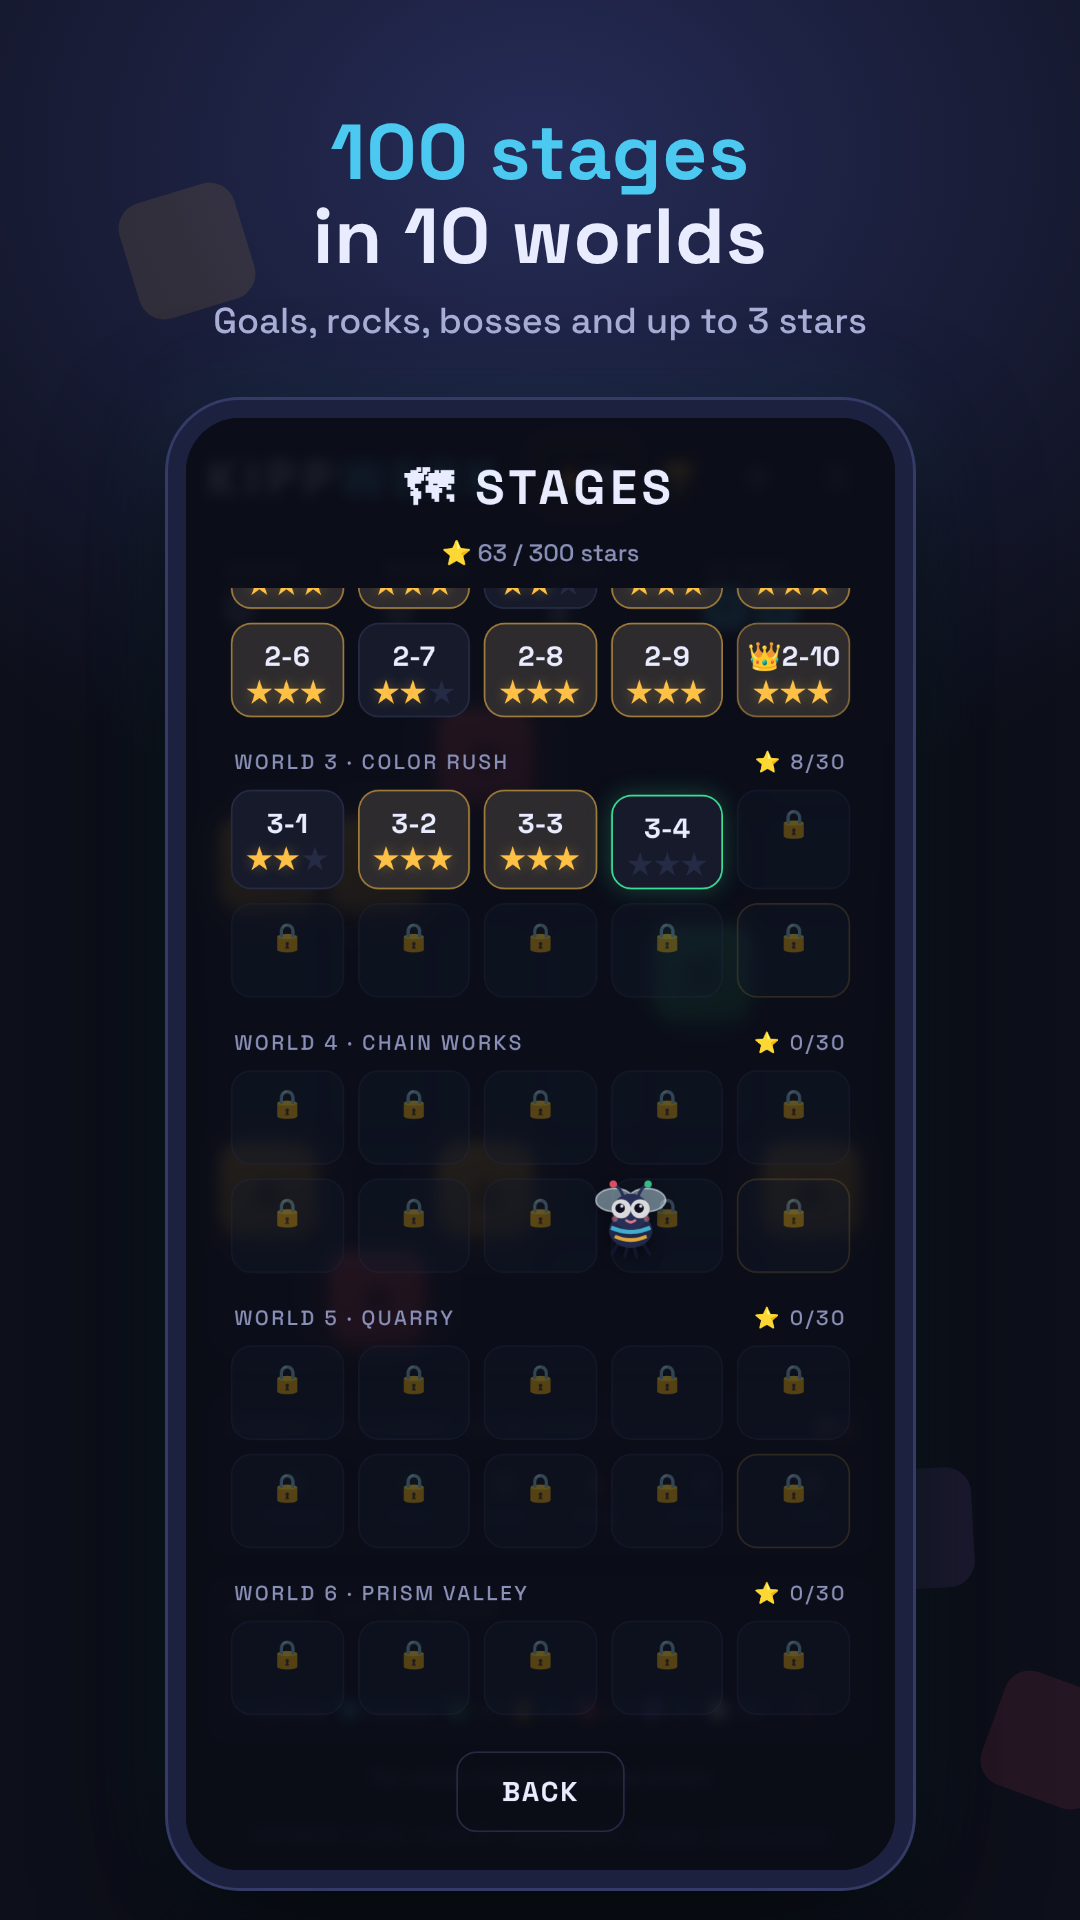 100 stages
in 10 worlds
Goals, rocks, bosses and up to 3 stars
STAGES
63 / 300 stars
2-6 2-7 2-8 2-9 2-10
WORLD 3 · COLOR RUSH 8/30
3-1 3-2 3-3 3-4
WORLD 4 · CHAIN WORKS 0/30
WORLD 5 · QUARRY 0/30
WORLD 6 · PRISM VALLEY 0/30
BACK